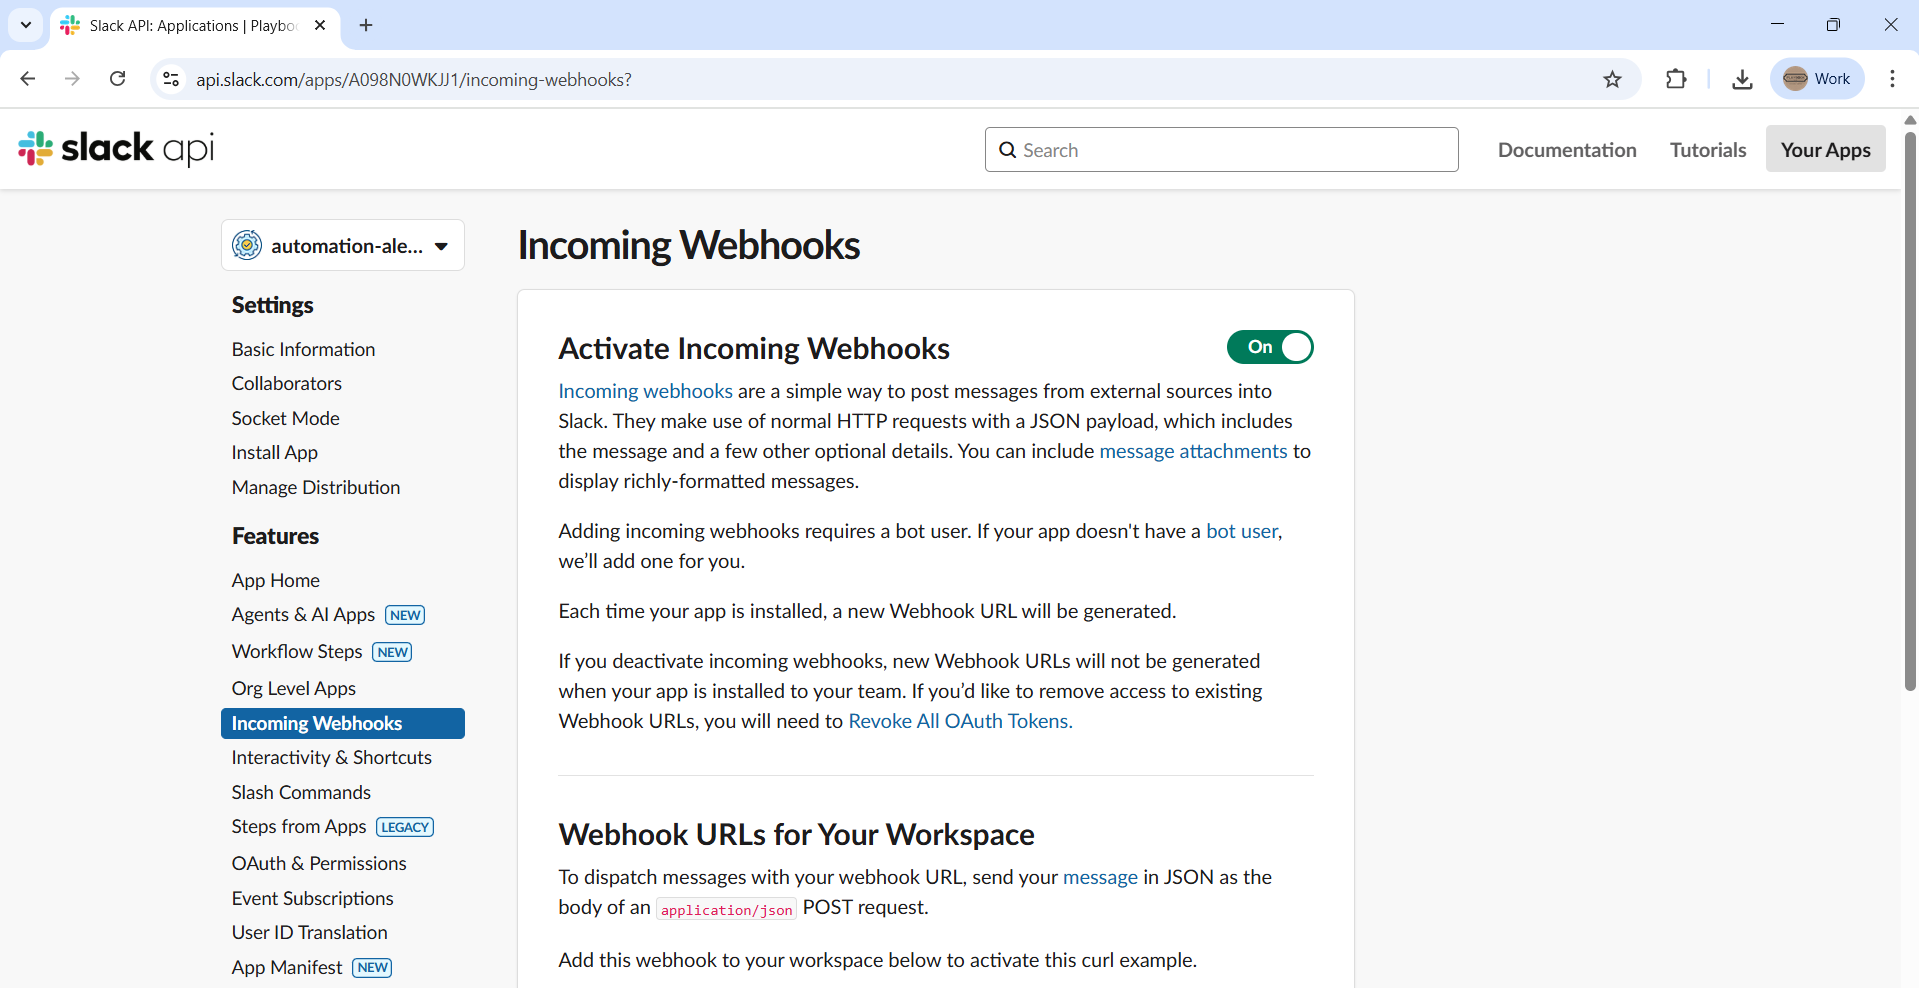 Slack API: Applications | Playbo
api.slack.com/apps/A098N0WKJJ1/incoming-webhooks?
Work
slack api
Search
Documentation
Tutorials
Your Apps
automation-ale...
Settings
Basic Information
Collaborators
Socket Mode
Install App
Manage Distribution
Features
App Home
Agents & AI Apps NEW
Workflow Steps NEW
Org Level Apps
Incoming Webhooks
Interactivity & Shortcuts
Slash Commands
Steps from Apps LEGACY
OAuth & Permissions
Event Subscriptions
User ID Translation
App Manifest NEW
Incoming Webhooks
Activate Incoming Webhooks
On
Incoming webhooks are a simple way to post messages from external sources into
Slack. They make use of normal HTTP requests with a JSON payload, which includes
the message and a few other optional details. You can include message attachments to
display richly-formatted messages.
Adding incoming webhooks requires a bot user. If your app doesn't have a bot user,
we’ll add one for you.
Each time your app is installed, a new Webhook URL will be generated.
If you deactivate incoming webhooks, new Webhook URLs will not be generated
when your app is installed to your team. If you’d like to remove access to existing
Webhook URLs, you will need to Revoke All OAuth Tokens.
Webhook URLs for Your Workspace
To dispatch messages with your webhook URL, send your message in JSON as the
body of an application/json POST request.
Add this webhook to your workspace below to activate this curl example.